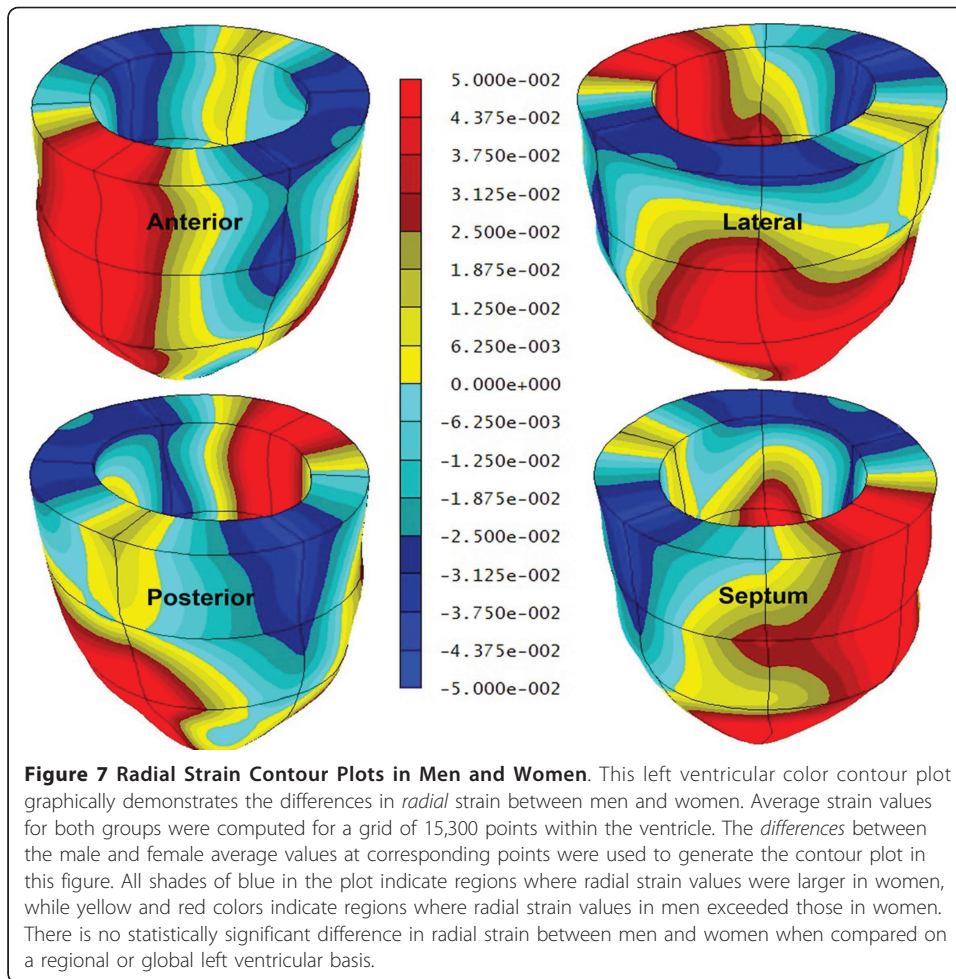 Anterior
Lateral
Posterior
Septum
5.000e-002
4.375e-002
3.750e-002
3.125e-002
2.500e-002
1.875e-002
1.250e-002
6.250e-003
0.000e+000
-6.250e-003
-1.250e-002
-1.875e-002
-2.500e-002
-3.125e-002
-3.750e-002
-4.375e-002
-5.000e-002
Figure 7 Radial Strain Contour Plots in Men and Women. This left ventricular color contour plot
graphically demonstrates the differences in radial strain between men and women. Average strain values
for both groups were computed for a grid of 15,300 points within the ventricle. The differences between
the male and female average values at corresponding points were used to generate the contour plot in
this figure. All shades of blue in the plot indicate regions where radial strain values were larger in women,
while yellow and red colors indicate regions where radial strain values in men exceeded those in women.
There is no statistically significant difference in radial strain between men and women when compared on
a regional or global left ventricular basis.